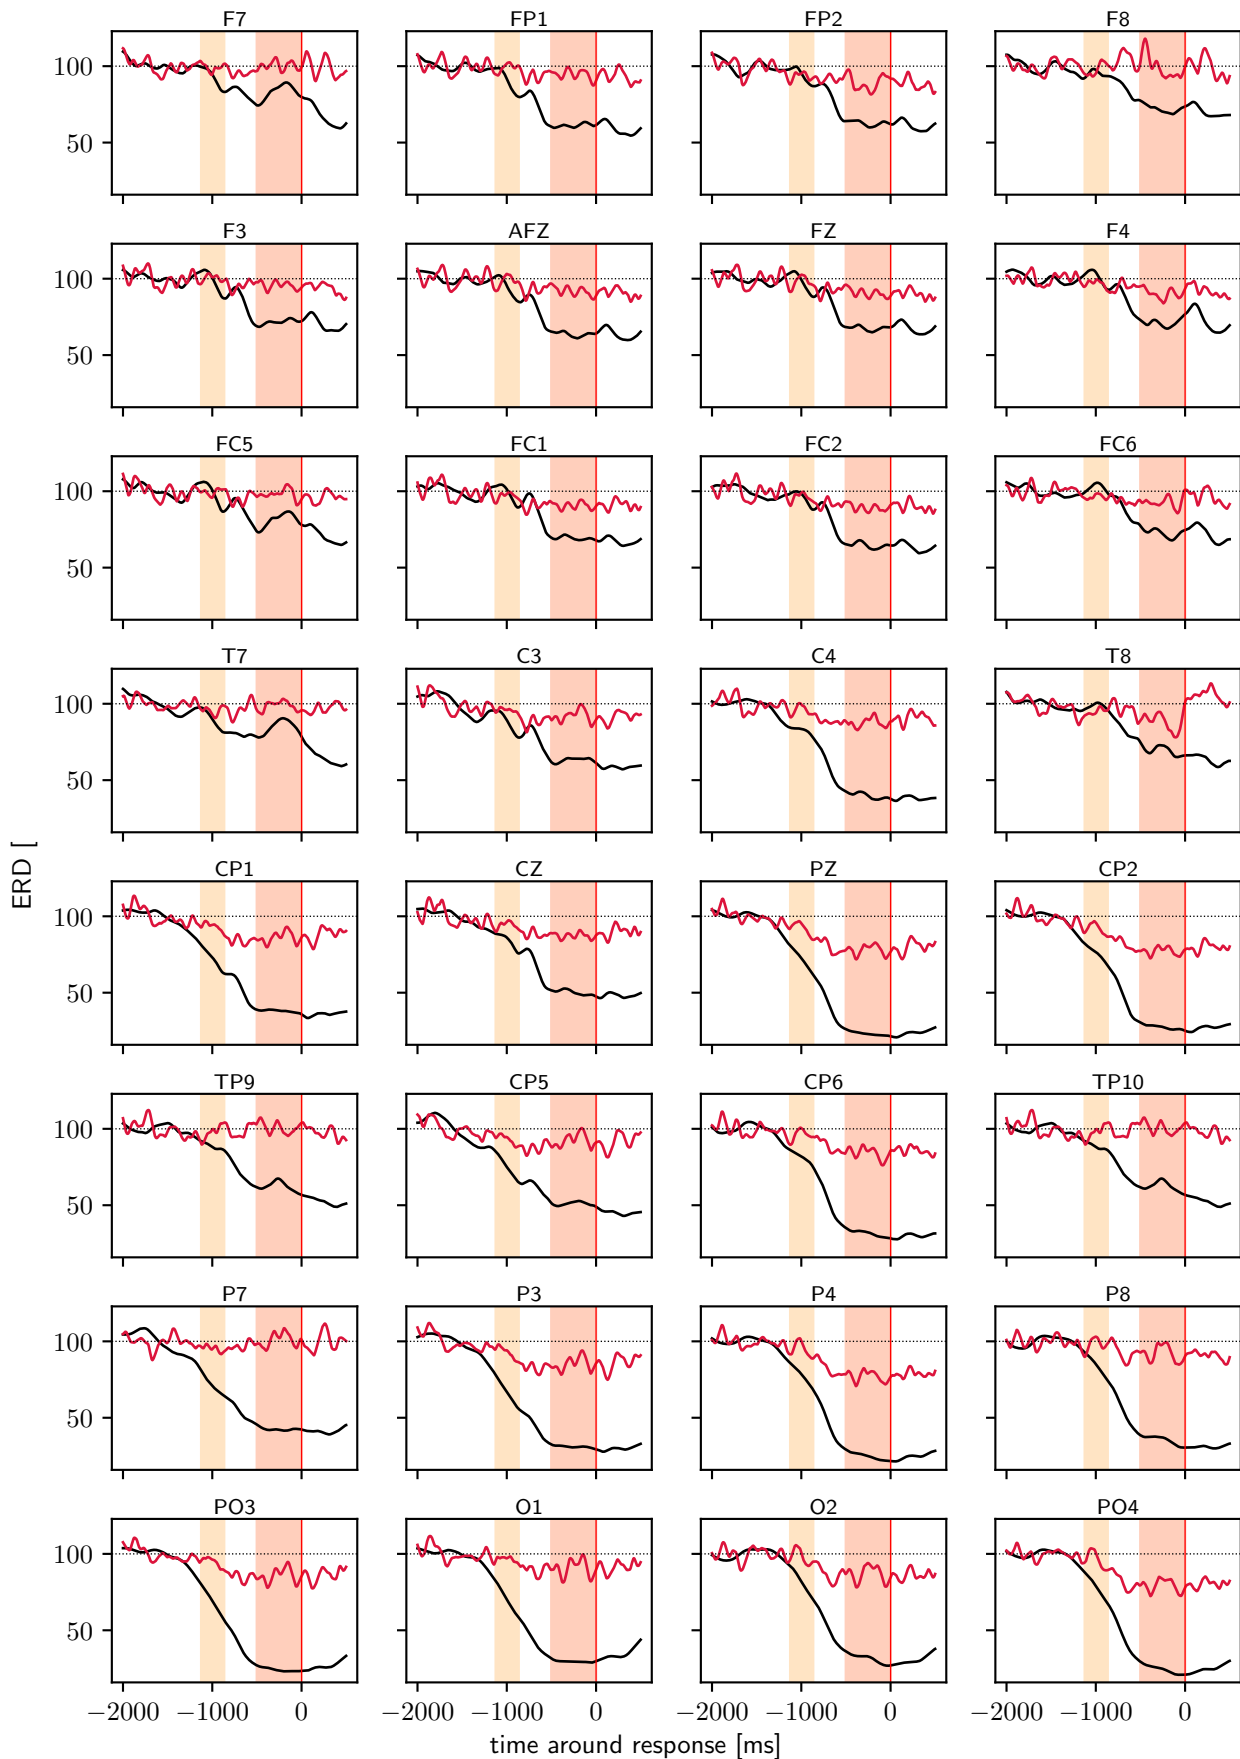 F7 FP1 FP2 F8
100
50
F3 AFZ FZ F4
100
50
FC5 FC1 FC2 FC6
100
50
T7 C3 C4 T8
100
50
ERD [
CP1 CZ PZ CP2
100
50
TP9 CP5 CP6 TP10
100
50
P7 P3 P4 P8
100
50
PO3 O1 O2 PO4
100
50
−2000 −1000 0 −2000 −1000 0 −2000 −1000 0 −2000 −1000 0
time around response [ms]